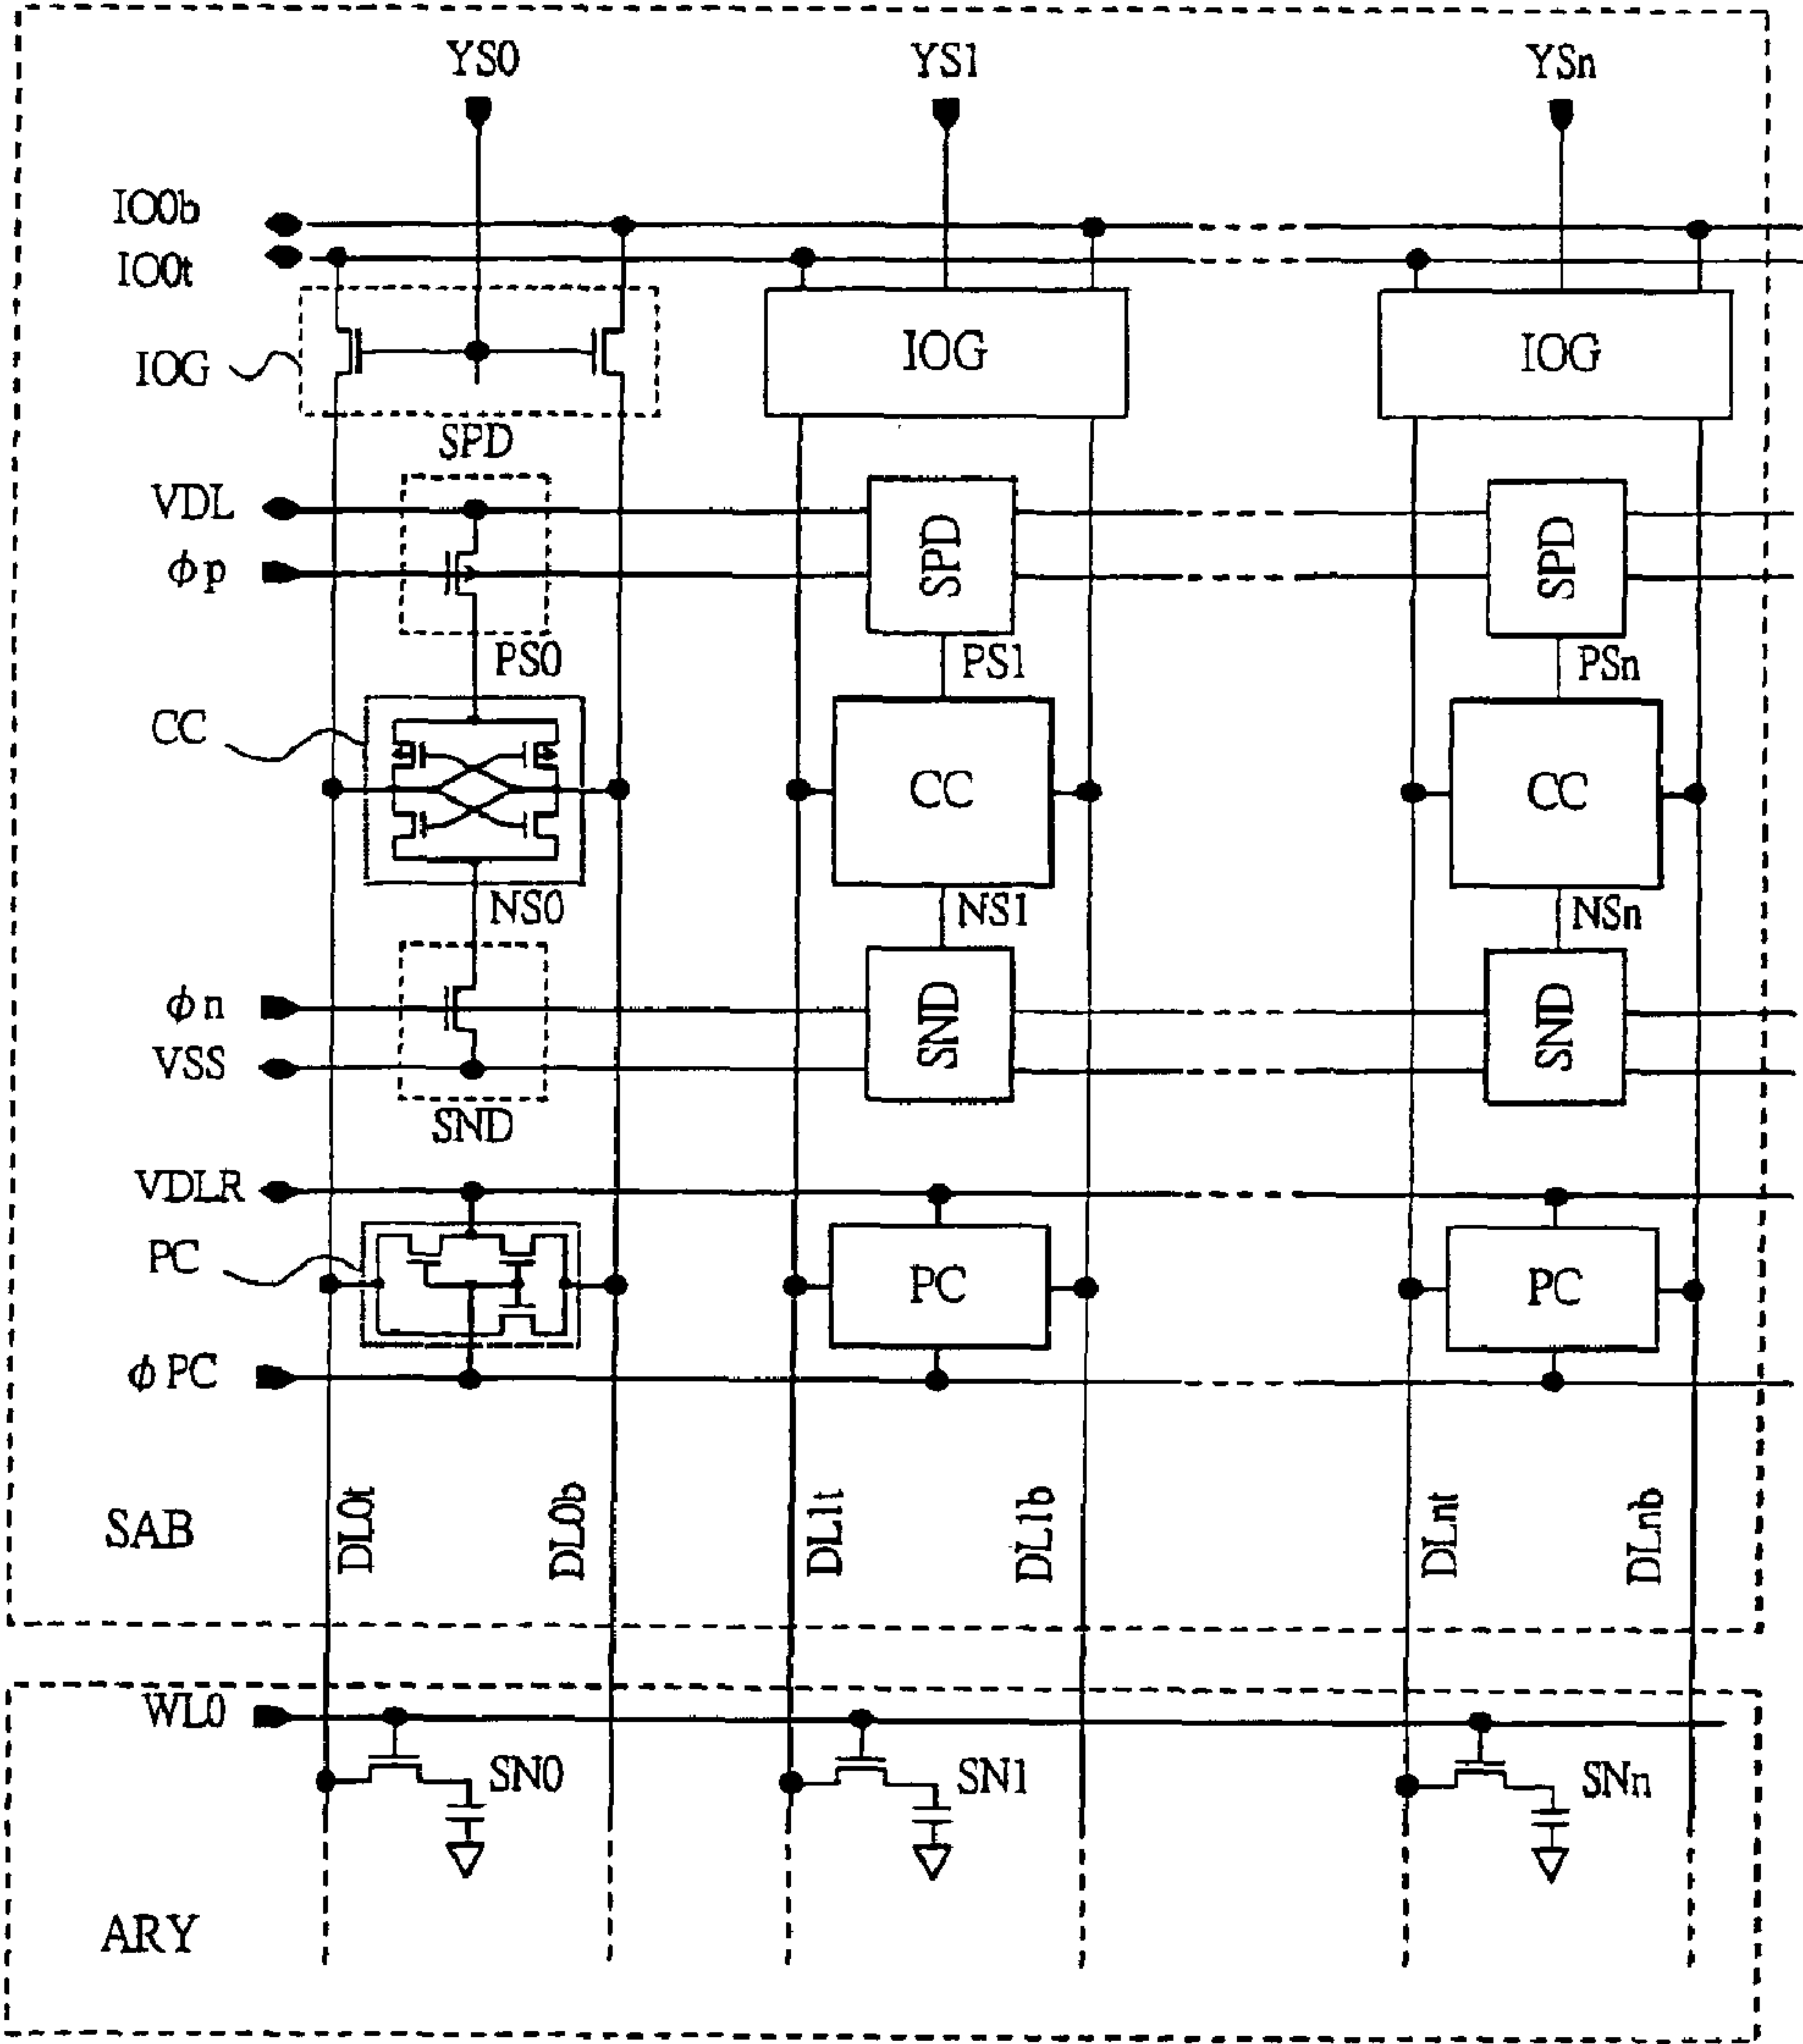 YS0 YS1 YSn
IO0b
IO0t
IOG IOG IOG
SPD
VDL
SPD SPD
ϕp
PS0 PS1 PSn
CC CC CC
NS0 NS1 NSn
ϕn
SND SND
VSS
SND
VDLR
PC PC PC
ϕPC
DL0t DL0b DL1t DL1b DLnt DLnb
SAB
WL0
SN0 SN1 SNn
ARY